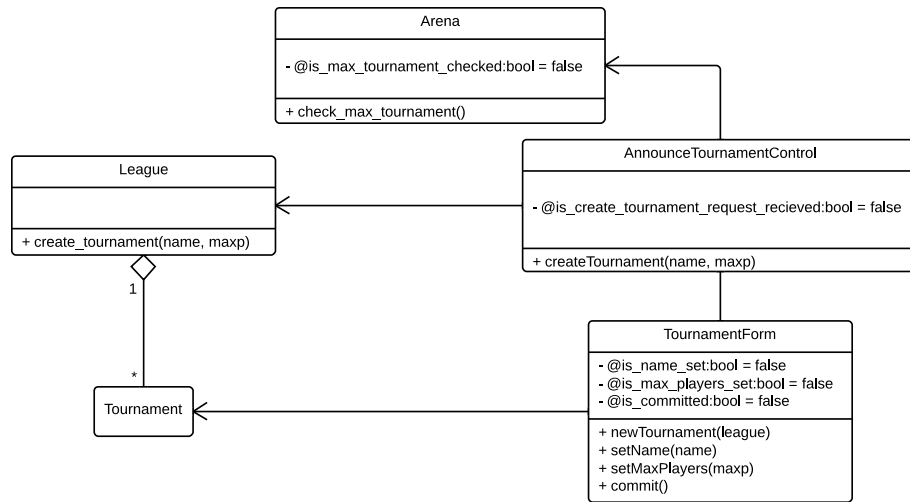 Arena
- @is_max_tournament_checked:bool = false
+ check_max_tournament()
AnnounceTournamentControl
- @is_create_tournament_request_recieved:bool = false
+ createTournament(name, maxp)
League
+ create_tournament(name, maxp)
1
*
Tournament
TournamentForm
- @is_name_set:bool = false
- @is_max_players_set:bool = false
- @is_committed:bool = false
+ newTournament(league)
+ setName(name)
+ setMaxPlayers(maxp)
+ commit()